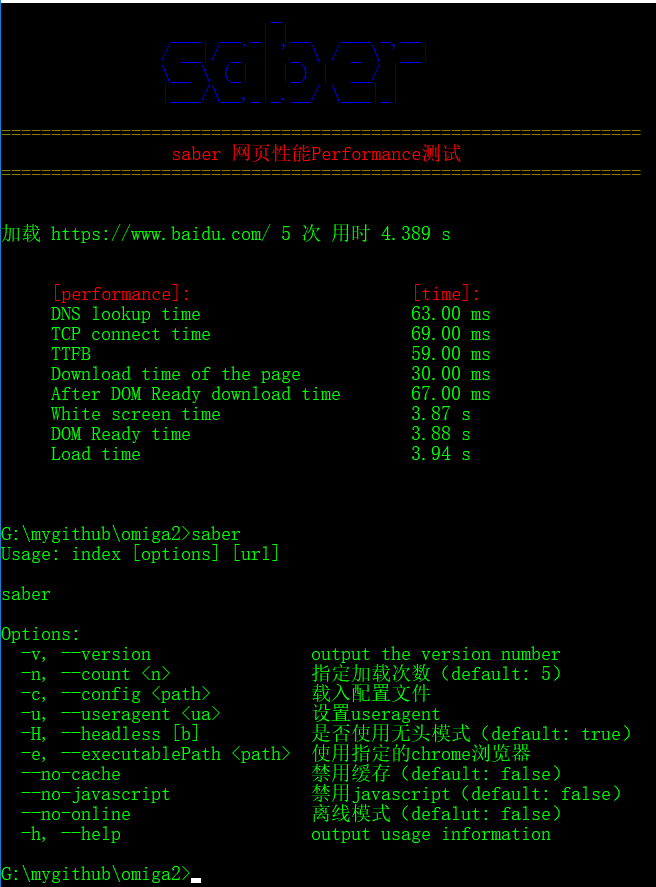 saber
============================================================
saber 网页性能Performance测试
============================================================
加载 https://www.baidu.com/ 5 次 用时 4.389 s
[performance]: [time]:
DNS lookup time 63.00 ms
TCP connect time 69.00 ms
TTFB 59.00 ms
Download time of the page 30.00 ms
After DOM Ready download time 67.00 ms
White screen time 3.87 s
DOM Ready time 3.88 s
Load time 3.94 s
G:\mygithub\omiga2>saber
Usage: index [options] [url]
saber
Options:
-v, --version output the version number
-n, --count <n> 指定加载次数 (default: 5)
-c, --config <path> 载入配置文件
-u, --useragent <ua> 设置useragent
-H, --headless [b] 是否使用无头模式 (default: true)
-e, --executablePath <path> 使用指定的chrome浏览器
--no-cache 禁用缓存 (default: false)
--no-javascript 禁用javascript (default: false)
--no-online 离线模式 (defalut: false)
-h, --help output usage information
G:\mygithub\omiga2>